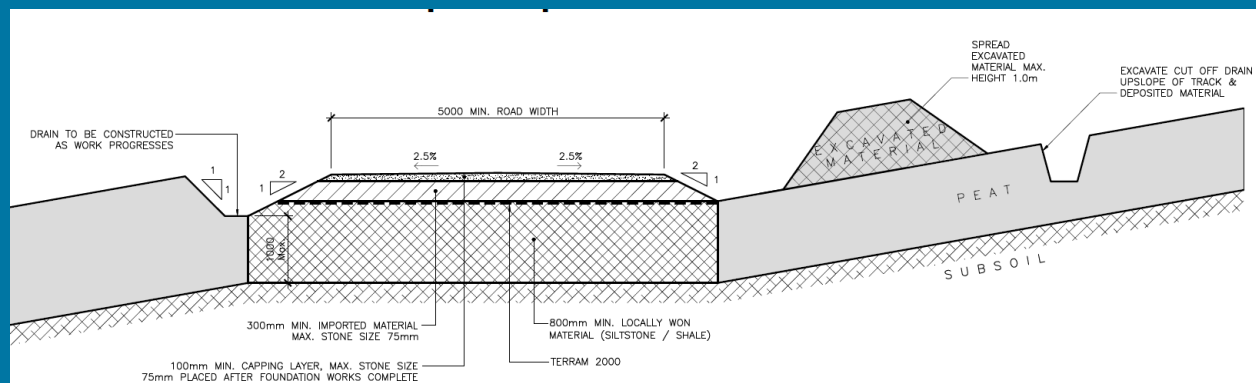 SPREAD
EXCAVATED
MATERIAL MAX.
HEIGHT 1.0m
EXCAVATE CUT OFF DRAIN
UPSLOPE OF TRACK &
DEPOSITED MATERIAL
5000 MIN. ROAD WIDTH
DRAIN TO BE CONSTRUCTED
AS WORK PROGRESSES
2.5%
2.5%
1
1
2
1
2
1
EXCAVATED
MATERIAL
PEAT
SUBSOIL
1000
Max.
300mm MIN. IMPORTED MATERIAL
MAX. STONE SIZE 75mm
800mm MIN. LOCALLY WON
MATERIAL (SILTSTONE / SHALE)
TERRAM 2000
100mm MIN. CAPPING LAYER, MAX. STONE SIZE
75mm PLACED AFTER FOUNDATION WORKS COMPLETE